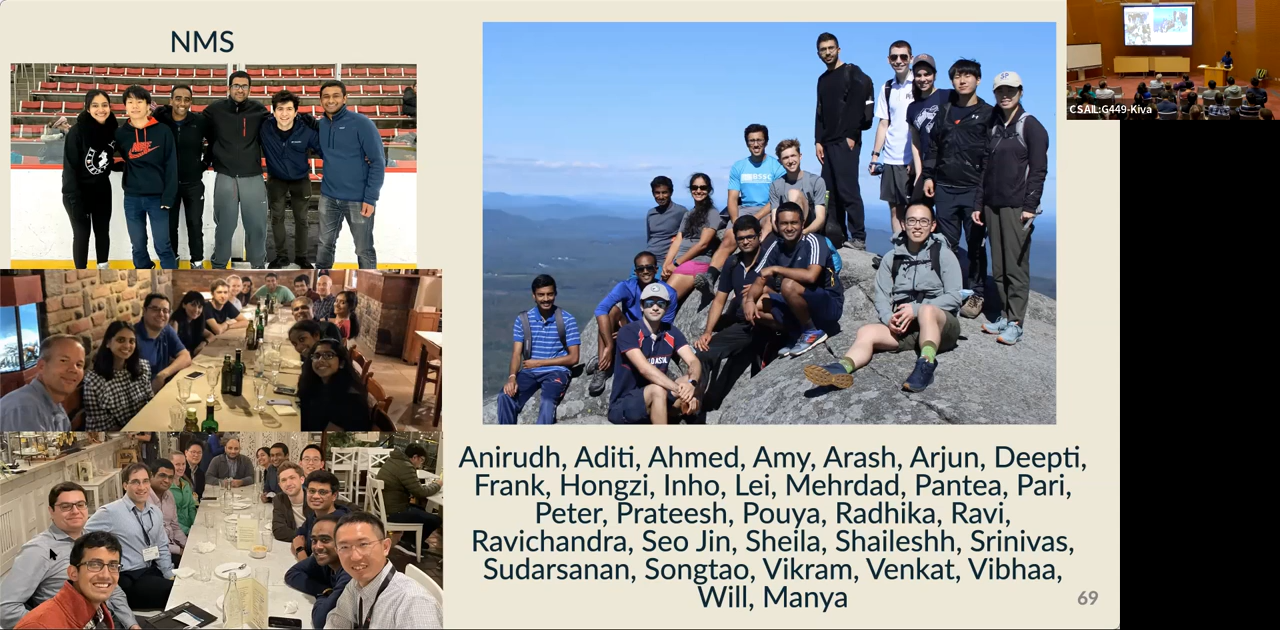 NMS
CSAIL:G449-Kiva
Anirudh, Aditi, Ahmed, Amy, Arash, Arjun, Deepti,
Frank, Hongzi, Inho, Lei, Mehrdad, Pantea, Pari,
Peter, Prateesh, Pouya, Radhika, Ravi,
Ravichandra, Seo Jin, Sheila, Shaileshh, Srinivas,
Sudarsanan, Songtao, Vikram, Venkat, Vibhaa,
Will, Manya
69